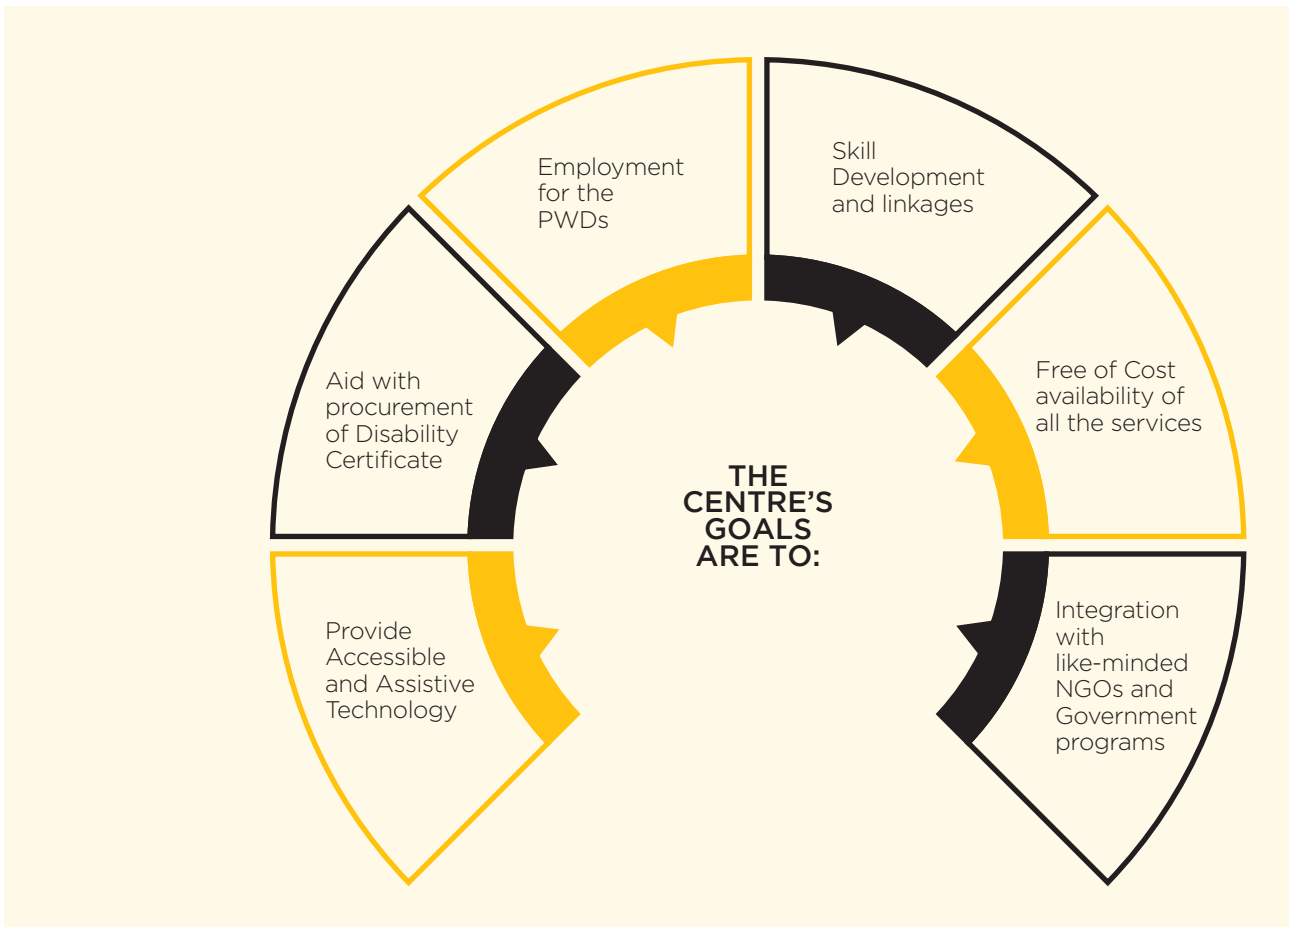 THE
CENTRE’S
GOALS
ARE TO:
Provide
Accessible
and Assistive
Technology
Aid with
procurement
of Disability
Certificate
Employment
for the
PWDs
Skill
Development
and linkages
Free of Cost
availability of
all the services
Integration
with
like-minded
NGOs and
Government
programs